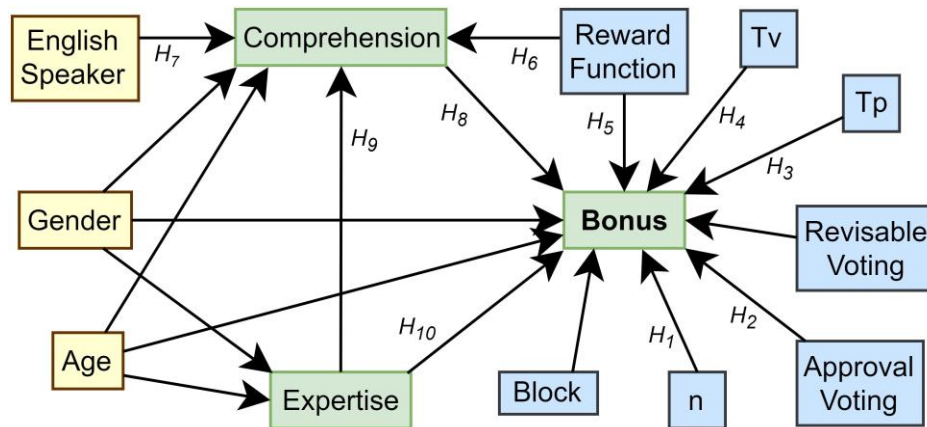 English
Speaker
H7
Comprehension
H6
Reward
Function
Tv
Tp
H8
H9
H5
H4
H3
Gender
Bonus
Revisable
Voting
Age
H10
H1
H2
Expertise
Block
n
Approval
Voting